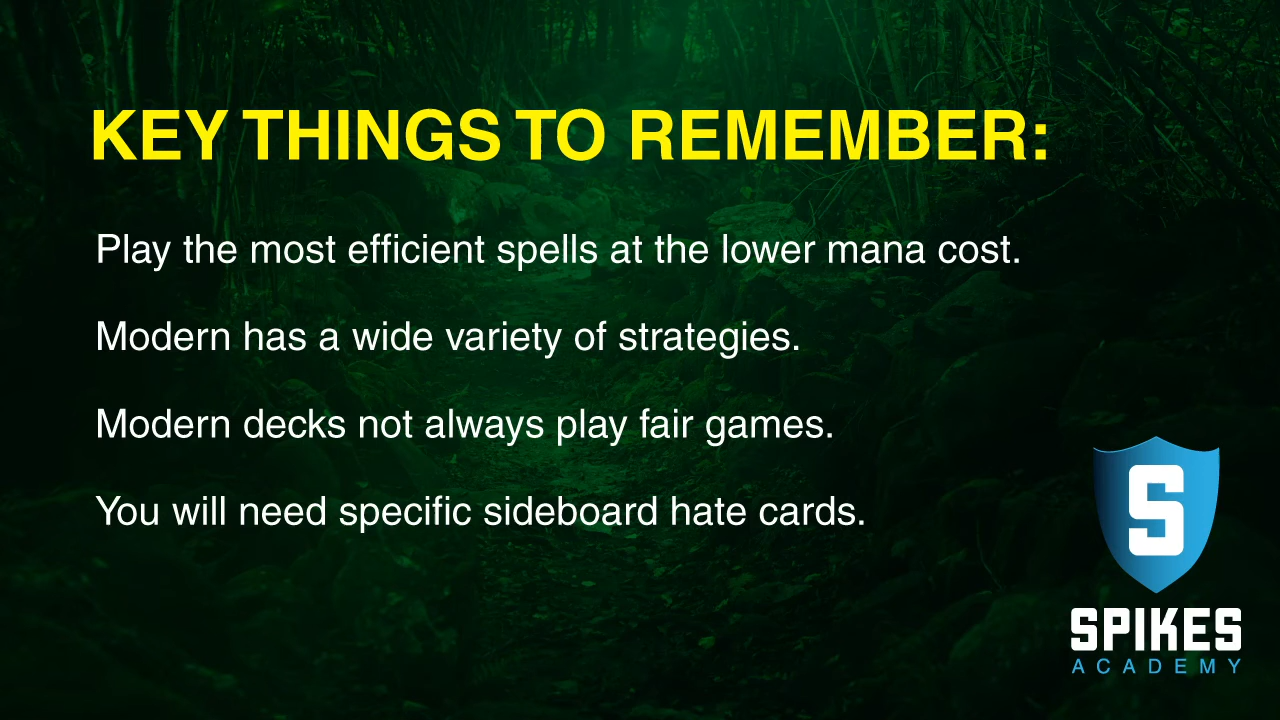 KEY THINGS TO REMEMBER:
Play the most efficient spells at the lower mana cost.
Modern has a wide variety of strategies.
Modern decks not always play fair games.
You will need specific sideboard hate cards.
S
SPIKES
ACADEMY